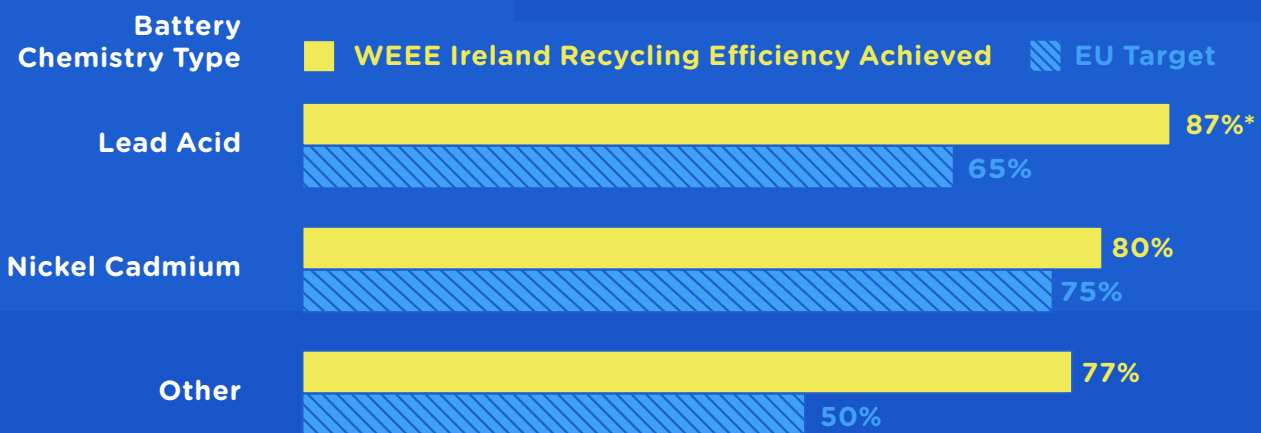 Battery
Chemistry Type
WEEE Ireland Recycling Efficiency Achieved EU Target
Lead Acid
87%*
65%
Nickel Cadmium
80%
75%
Other
77%
50%